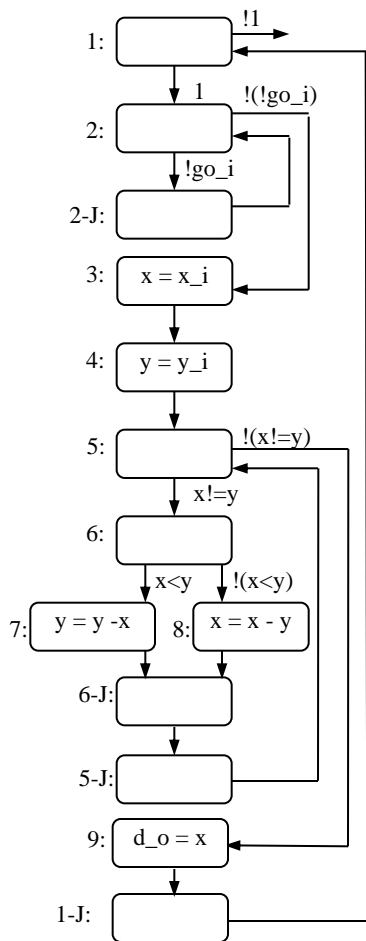 !1
1:
1
!(!go_i)
2:
!go_i
2-J:
3:
x = x_i
4:
y = y_i
5:
!(x!=y)
x!=y
6:
x<y
!(x<y)
7:
y = y -x
8:
x = x - y
6-J:
5-J:
9:
d_o = x
1-J: